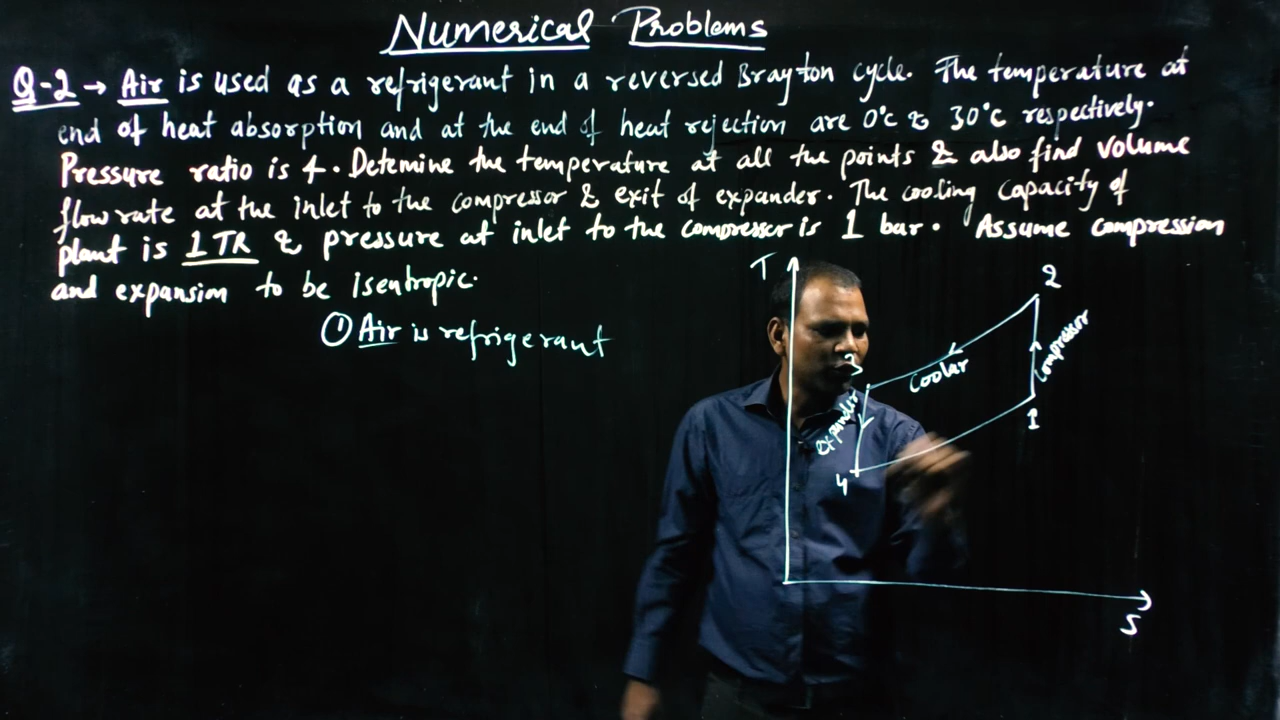 Numerical Problems
Q-2 → Air is used as a refrigerant in a reversed Brayton cycle. The temperature at
end of heat absorption and at the end of heat rejection are 0°c & 30°c respectively.
Pressure ratio is 4. Detemine the temperature at all the points & also find volume
flow rate at the inlet to the compressor & exit of expander. The cooling capacity of
plant is 1 TR & pressure at inlet to the compressor is 1 bar. Assume compression
and expansion to be isentropic.
① Air is refrigerant
T
2
3
Cooler
Compressor
expander
1
4
S